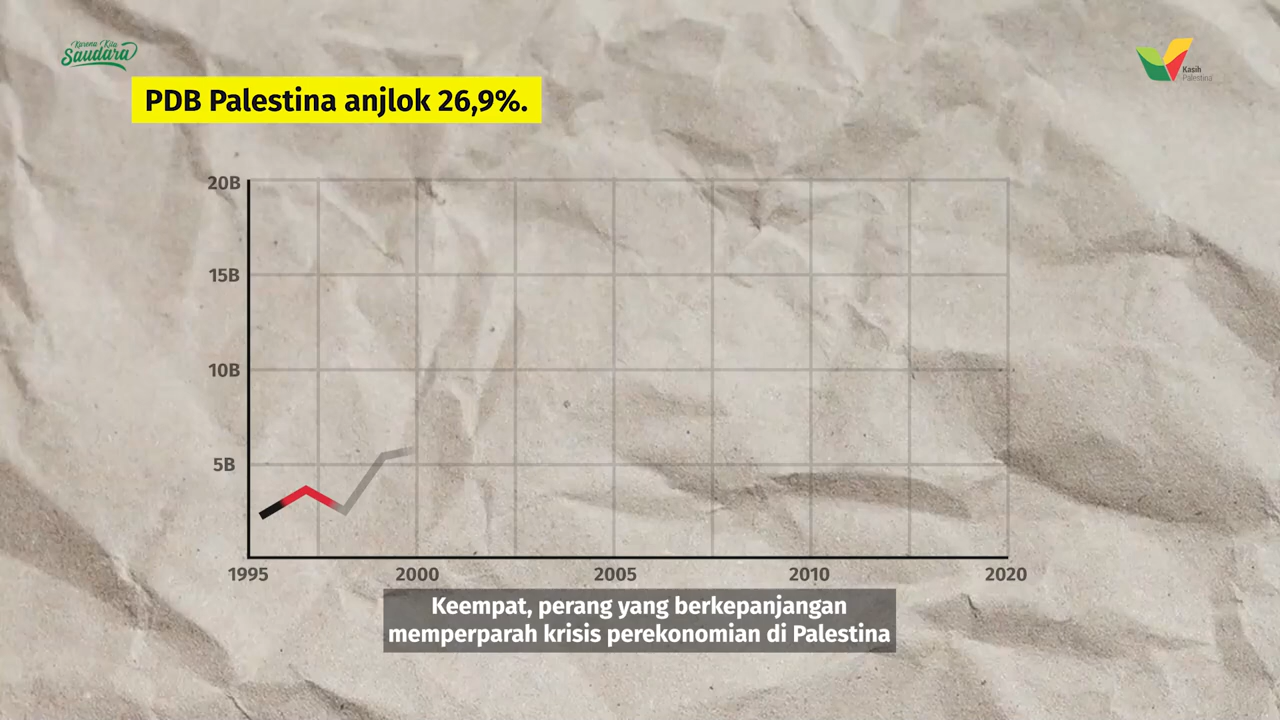 Karena Kita
Saudara
Kasih
Palestina
PDB Palestina anjlok 26,9%.
20B
15B
10B
5B
1995 2000 2005 2010 2020
Keempat, perang yang berkepanjangan
memperparah krisis perekonomian di Palestina